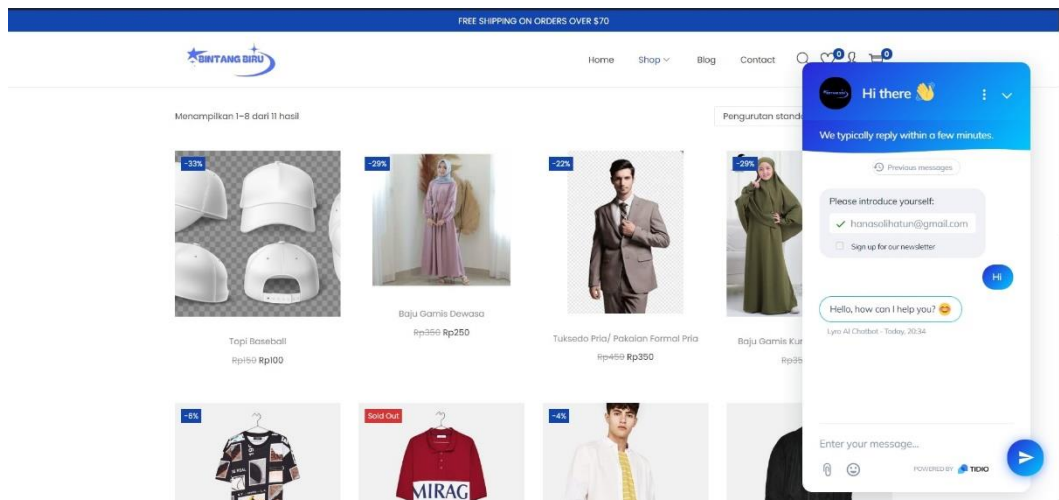 FREE SHIPPING ON ORDERS OVER $70
BINTANG BIRU
Home Shop Blog Contact 0 0
Menampilkan 1–8 dari 11 hasil
Pengurutan standa
-33%
-29%
-22%
-29%
Topi Baseball
Rp150 Rp100
Baju Gamis Dewasa
Rp350 Rp250
Tuksedo Pria/ Pakaian Formal Pria
Rp450 Rp350
Baju Gamis Kur
Rp35
-6%
Sold Out
-4%
MIRAG
Hi there 👋
We typically reply within a few minutes.
Previous messages
Please introduce yourself:
hanasolihatun@gmail.com
Sign up for our newsletter
Hi
Hello, how can I help you? 😊
Lyro AI Chatbot - Today, 20:34
Enter your message...
POWERED BY TIDIO